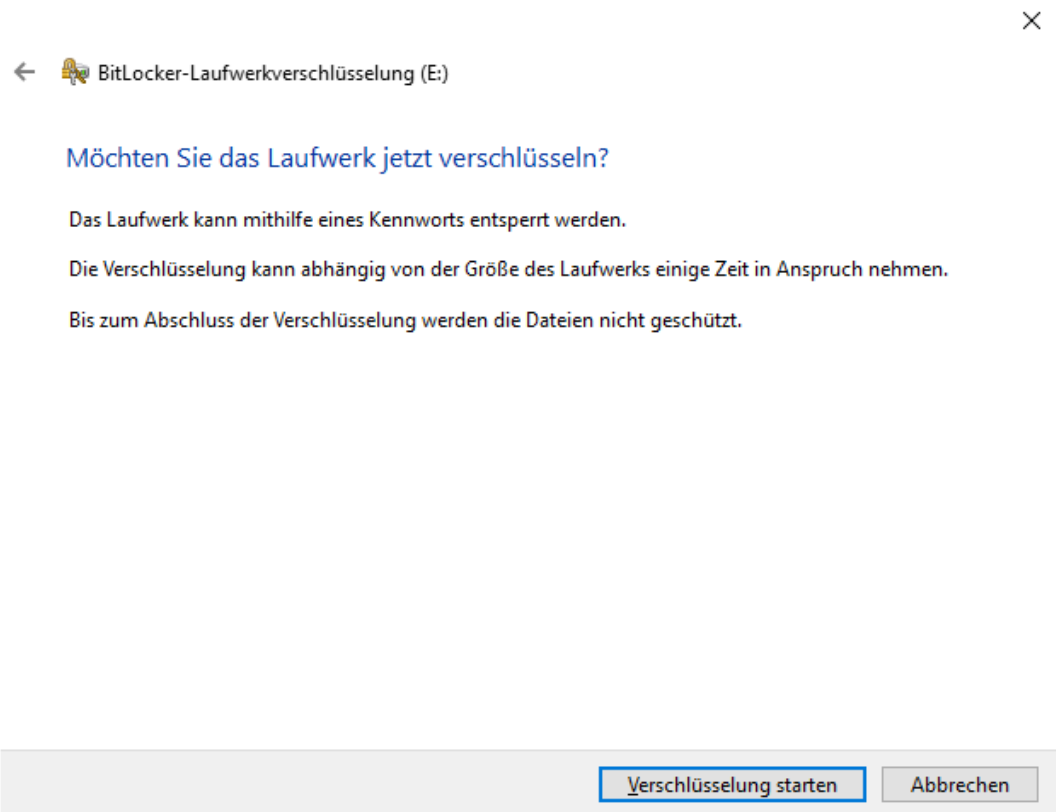 BitLocker-Laufwerkverschlüsselung (E:)
Möchten Sie das Laufwerk jetzt verschlüsseln?
Das Laufwerk kann mithilfe eines Kennworts entsperrt werden.
Die Verschlüsselung kann abhängig von der Größe des Laufwerks einige Zeit in Anspruch nehmen.
Bis zum Abschluss der Verschlüsselung werden die Dateien nicht geschützt.
Verschlüsselung starten
Abbrechen